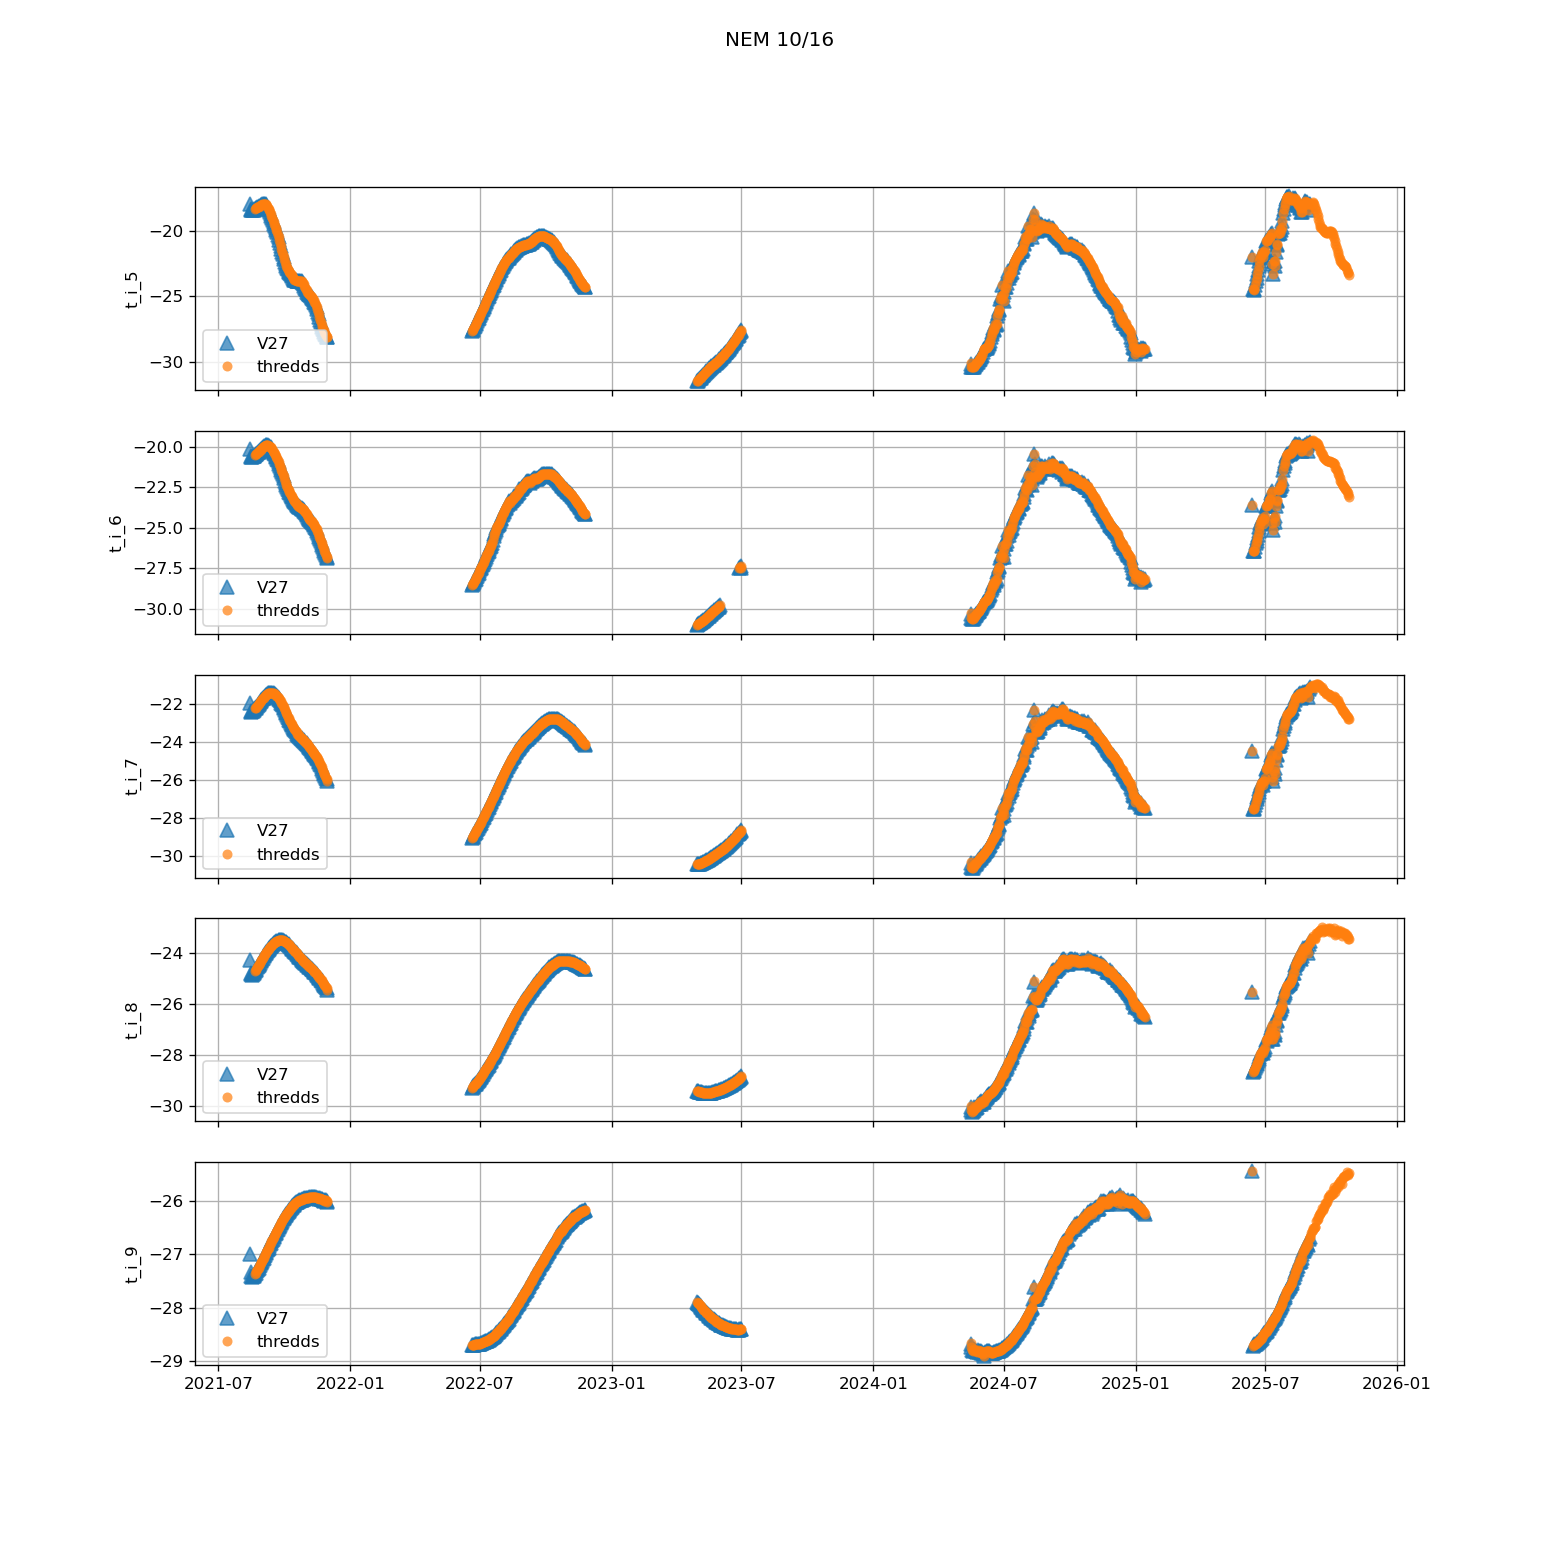 NEM 10/16
−20
−25
−30
t_i_5
V27
thredds
−20.0
−22.5
−25.0
−27.5
−30.0
t_i_6
V27
thredds
−22
−24
−26
−28
−30
t_i_7
V27
thredds
−24
−26
−28
−30
t_i_8
V27
thredds
−26
−27
−28
−29
t_i_9
V27
thredds
2021-07 2022-01 2022-07 2023-01 2023-07 2024-01 2024-07 2025-01 2025-07 2026-01